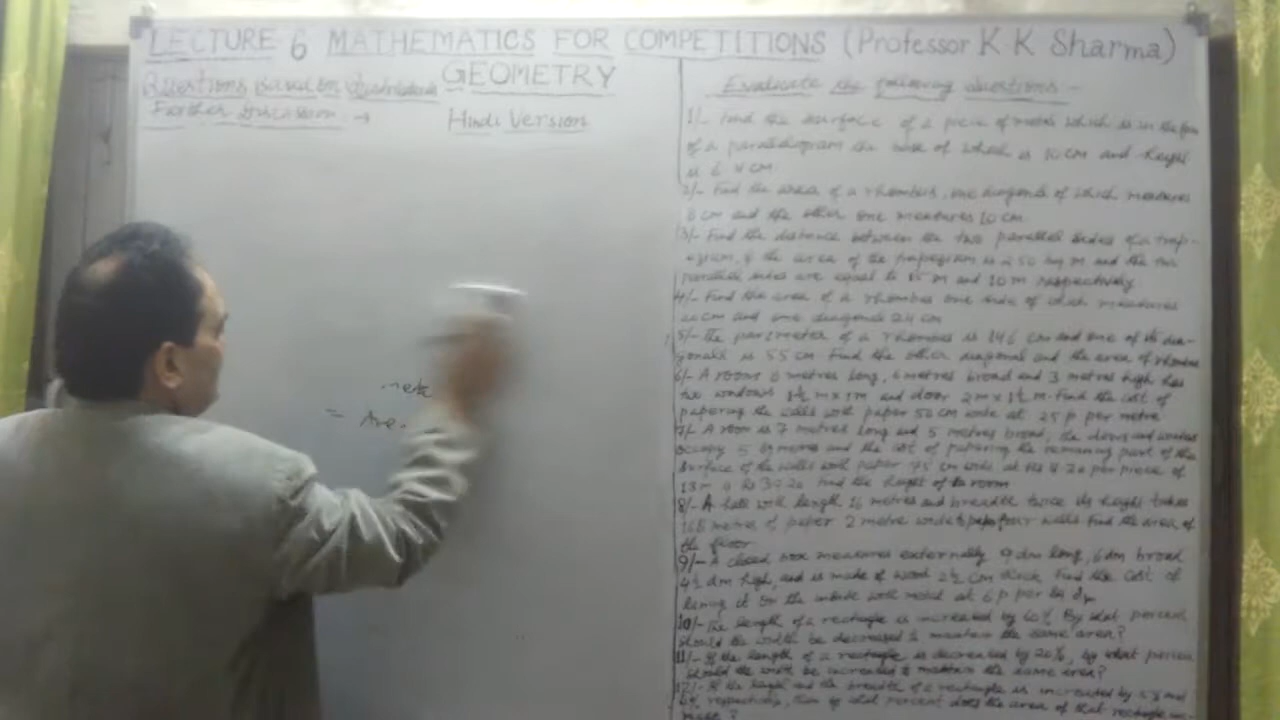 LECTURE 6 MATHEMATICS FOR COMPETITIONS (Professor K K Sharma)
GEOMETRY
Questions Based on Quadrilaterals
Further Discussion →
Hindi Version
= Are.
Evaluate the following questions -
1/- Find the surface of a piece of metal which is in the form
of a parallelogram the base of which is 10 cm and height
is 6.4 cm.
2/- Find the area of a rhombus, one diagonal of which measures
8 cm and the other one measures 10 cm.
3/- Find the distance between the two parallel sides of a trap-
ezium, if the area of the trapezium is 250 sq m and the two
parallel sides are equal to 15 m and 10 m respectively
4/- Find the area of a rhombus one side of which measures
20 cm and one diagonal 24 cm
5/- The perimeter of a rhombus is 146 cm and one of its dia-
gonals is 55 cm Find the other diagonal and the area of rhombus
6/- A room 8 metres long, 6 metres broad and 3 metres high has
two windows 1½ m x 1 m and door 2 m x 1½ m. Find the cost of
papering the walls with paper 50 cm wide at 25 p per metre
7/- A room is 7 metres long and 5 metres broad, the doors and windows
occupy 5 sq metres and the cost of papering the remaining part of the
surface of the walls with paper 75 cm wide at Rs 4.20 per piece of
13 m is Rs 39.20 Find the height of the room
8/- A hall with length 16 metres and breadth twice its height takes
168 metres of paper 2 metre wide to paper four walls Find the area of
the floor
9/- A closed box measures externally 9 dm long, 6 dm broad
4½ dm high, and is made of wood 2½ cm thick Find the cost of
lining it on the inside with metal at 6 p per sq dm
10/- The length of a rectangle is increased by 60% By what percent
should the width be decreased to maintain the same area?
11/- If the length of a rectangle is decreased by 20%, by what percent
should the width be increased to maintain the same area?
12/- If the length and the breadth of a rectangle is increased by 5% and
respectively, then by what percent does the area of that rectangle